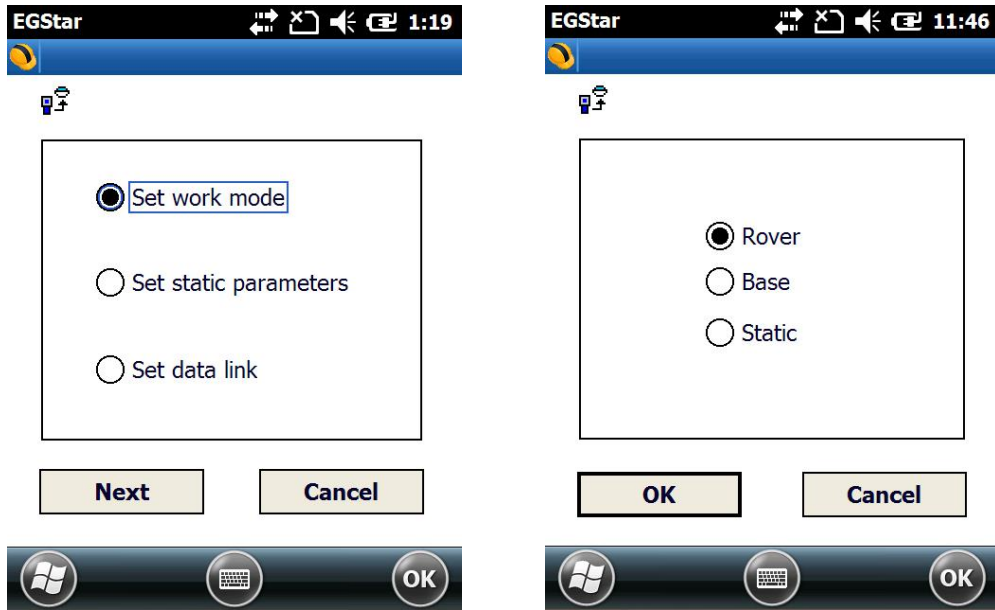 EGStar 1:19
Set work mode
Set static parameters
Set data link
Next Cancel
OK
EGStar 11:46
Rover
Base
Static
OK Cancel
OK